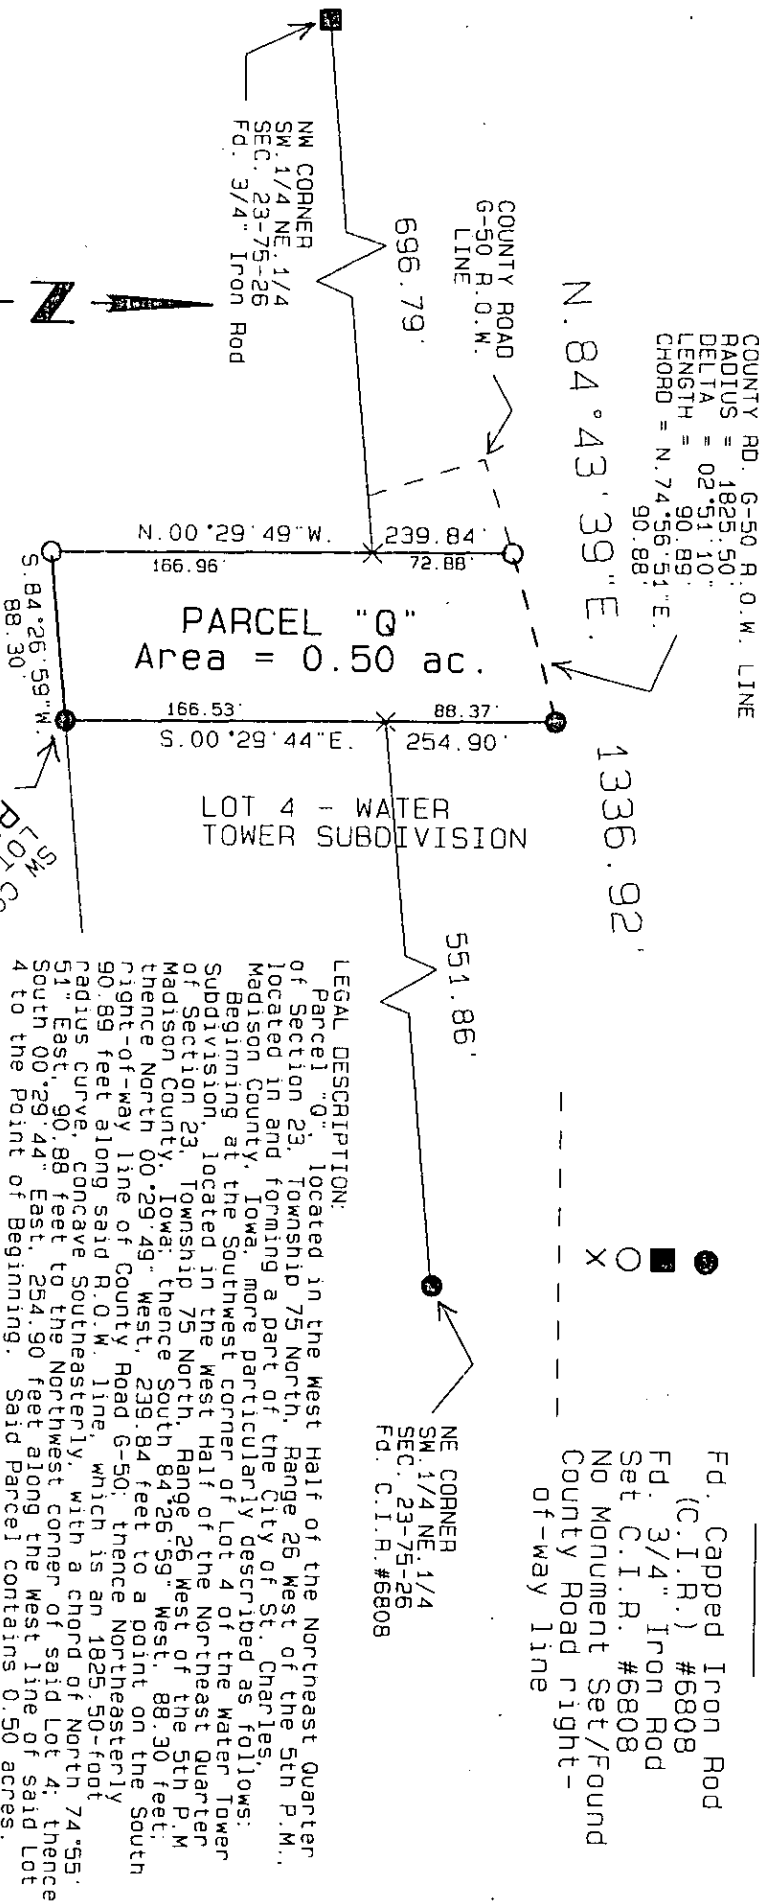 COUNTY RD. G-50 R.O.W. LINE
RADIUS = 1825.50'
DELTA = 02°51'10"
LENGTH = 90.89'
CHORD = N.74°56'51"E.
90.88'
N.84°43'39"E. 1336.92'
COUNTY ROAD
G-50 R.O.W.
LINE
696.79'
551.86'
NW CORNER
SW.1/4 NE.1/4
SEC. 23-75-26
Fd. 3/4" Iron Rod
N
NE CORNER
SW.1/4 NE.1/4
SEC. 23-75-26
Fd. C.I.R. #6808
N.00°29'49"W. 239.84'
166.96' 72.88'
PARCEL "Q"
Area = 0.50 ac.
166.53' 88.37'
S.00°29'44"E. 254.90'
S.84°26'59"W.
88.30'
LOT 4 - WATER
TOWER SUBDIVISION
SW
LOT
P.O.
Fd. Capped Iron Rod
(C.I.R.) #6808
Fd. 3/4" Iron Rod
Set C.I.R. #6808
X No Monument Set/Found
County Road right-
of-way line
LEGAL DESCRIPTION:
Parcel "Q", located in the West Half of the Northeast Quarter
of Section 23, Township 75 North, Range 26 West of the 5th P.M.,
located in and forming a part of the City of St. Charles,
Madison County, Iowa, more particularly described as follows:
Beginning at the Southwest corner of Lot 4 of the Water Tower
Subdivision, located in the West Half of the Northeast Quarter
of Section 23, Township 75 North, Range 26 West of the 5th P.M
Madison County, Iowa; thence South 84°26'59" West, 88.30 feet;
thence North 00°29'49" West, 239.84 feet to a point on the South
right-of-way line of County Road G-50; thence Northeasterly
90.89 feet along said R.O.W. line, which is an 1825.50-foot
radius curve, concave Southeasterly, with a chord of North 74°55'
51" East, 90.88 feet to the Northwest corner of said Lot 4; thence
South 00°29'44" East, 254.90 feet along the West line of said Lot
4 to the Point of Beginning. Said Parcel contains 0.50 acres.